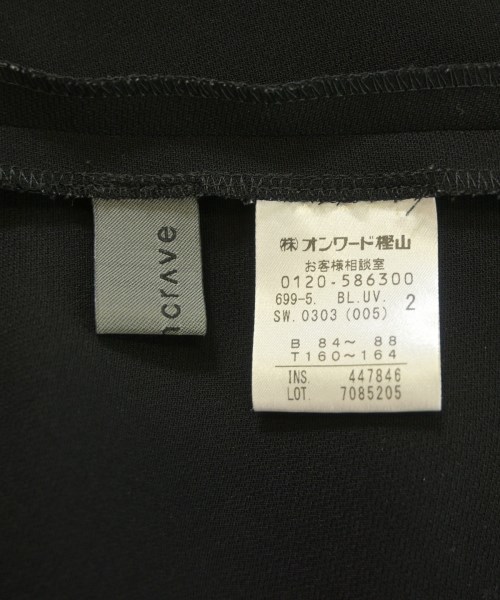 ncrave
㈱オンワード樫山
お客様相談室
0120-586300
699-5. BL.UV. 2
SW.0303(005)
B 84～ 88
T160～164
INS. 447846
LOT. 7085205